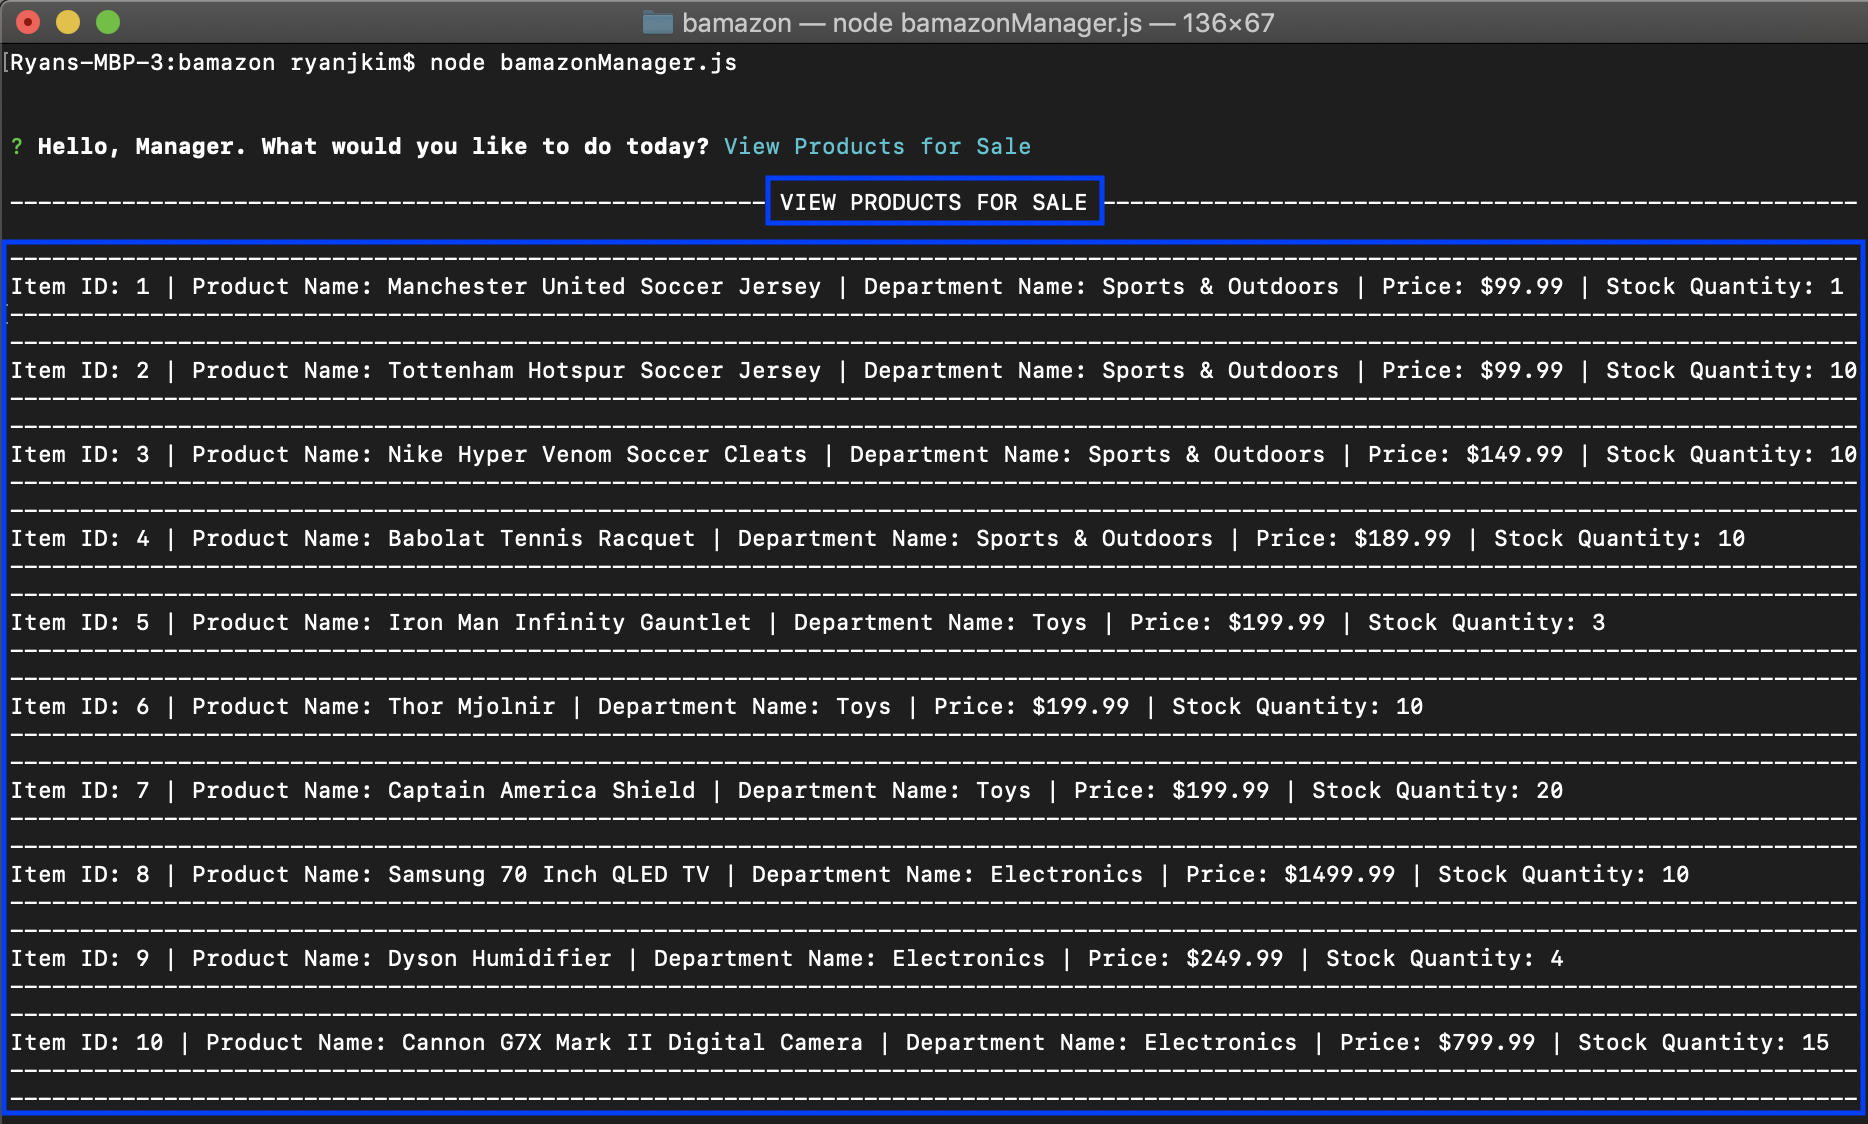 bamazon — node bamazonManager.js — 136×67
[Ryans-MBP-3:bamazon ryanjkim$ node bamazonManager.js
? Hello, Manager. What would you like to do today? View Products for Sale
------------------------------------------------------ VIEW PRODUCTS FOR SALE ------------------------------------------------------
Item ID: 1 | Product Name: Manchester United Soccer Jersey | Department Name: Sports & Outdoors | Price: $99.99 | Stock Quantity: 1
Item ID: 2 | Product Name: Tottenham Hotspur Soccer Jersey | Department Name: Sports & Outdoors | Price: $99.99 | Stock Quantity: 10
Item ID: 3 | Product Name: Nike Hyper Venom Soccer Cleats | Department Name: Sports & Outdoors | Price: $149.99 | Stock Quantity: 10
Item ID: 4 | Product Name: Babolat Tennis Racquet | Department Name: Sports & Outdoors | Price: $189.99 | Stock Quantity: 10
Item ID: 5 | Product Name: Iron Man Infinity Gauntlet | Department Name: Toys | Price: $199.99 | Stock Quantity: 3
Item ID: 6 | Product Name: Thor Mjolnir | Department Name: Toys | Price: $199.99 | Stock Quantity: 10
Item ID: 7 | Product Name: Captain America Shield | Department Name: Toys | Price: $199.99 | Stock Quantity: 20
Item ID: 8 | Product Name: Samsung 70 Inch QLED TV | Department Name: Electronics | Price: $1499.99 | Stock Quantity: 10
Item ID: 9 | Product Name: Dyson Humidifier | Department Name: Electronics | Price: $249.99 | Stock Quantity: 4
Item ID: 10 | Product Name: Cannon G7X Mark II Digital Camera | Department Name: Electronics | Price: $799.99 | Stock Quantity: 15